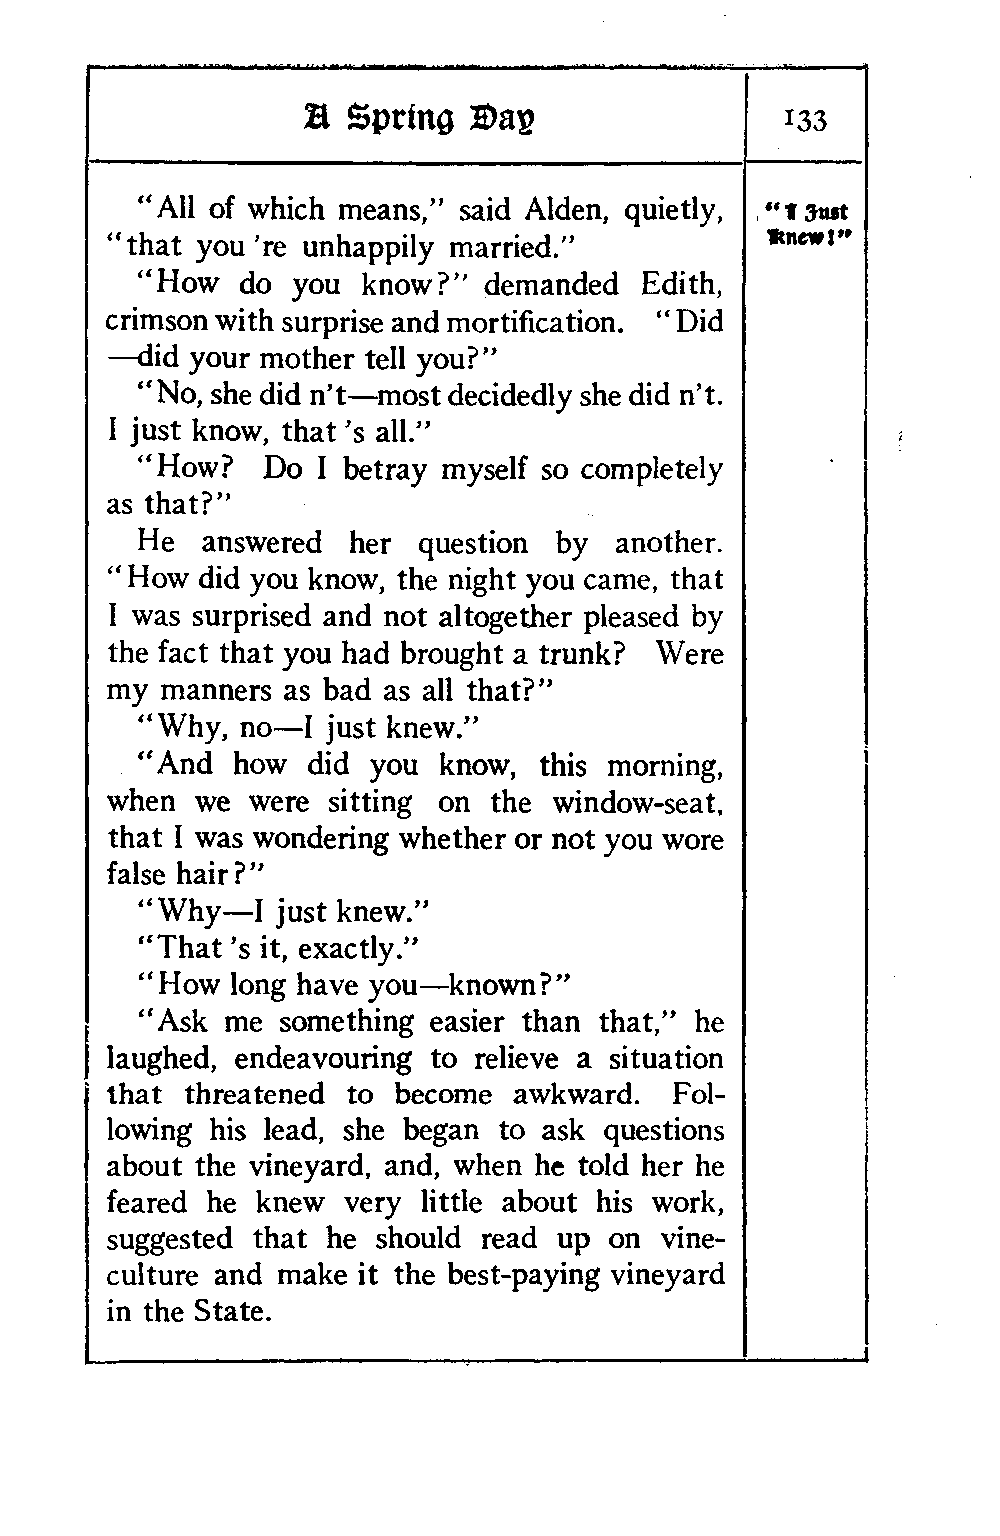 A Spring Day
133
"All of which means," said Alden, quietly,
"that you 're unhappily married."
"How do you know?" demanded Edith,
crimson with surprise and mortification. "Did
—did your mother tell you?"
"No, she did n't—most decidedly she did n't.
I just know, that 's all."
"How? Do I betray myself so completely
as that?"
He answered her question by another.
"How did you know, the night you came, that
I was surprised and not altogether pleased by
the fact that you had brought a trunk? Were
my manners as bad as all that?"
"Why, no—I just knew."
"And how did you know, this morning,
when we were sitting on the window-seat,
that I was wondering whether or not you wore
false hair?"
"Why—I just knew."
"That 's it, exactly."
"How long have you—known?"
"Ask me something easier than that," he
laughed, endeavouring to relieve a situation
that threatened to become awkward. Fol-
lowing his lead, she began to ask questions
about the vineyard, and, when he told her he
feared he knew very little about his work,
suggested that he should read up on vine-
culture and make it the best-paying vineyard
in the State.
"I Just
Knew!"